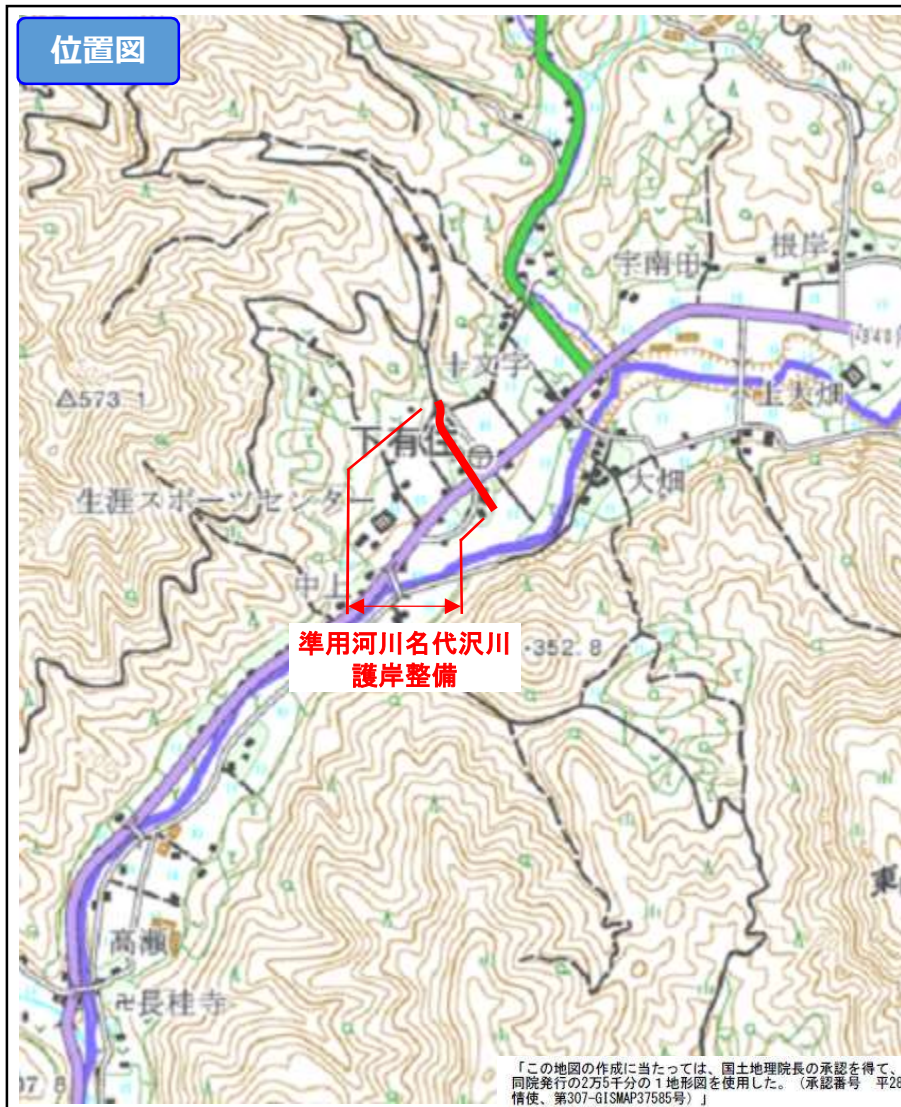 位置図
宇南田
根岸
(340)
十文字
上大畑
△573.1
下有住
大畑
生涯スポーツセンター
中上
準用河川名代沢川
護岸整備
・352.8
東
高瀬
卍長桂寺
「この地図の作成に当たっては、国土地理院長の承認を得て、
同院発行の2万5千分の1地形図を使用した。（承認番号 平28
情使、第307-GISMAP37585号）」